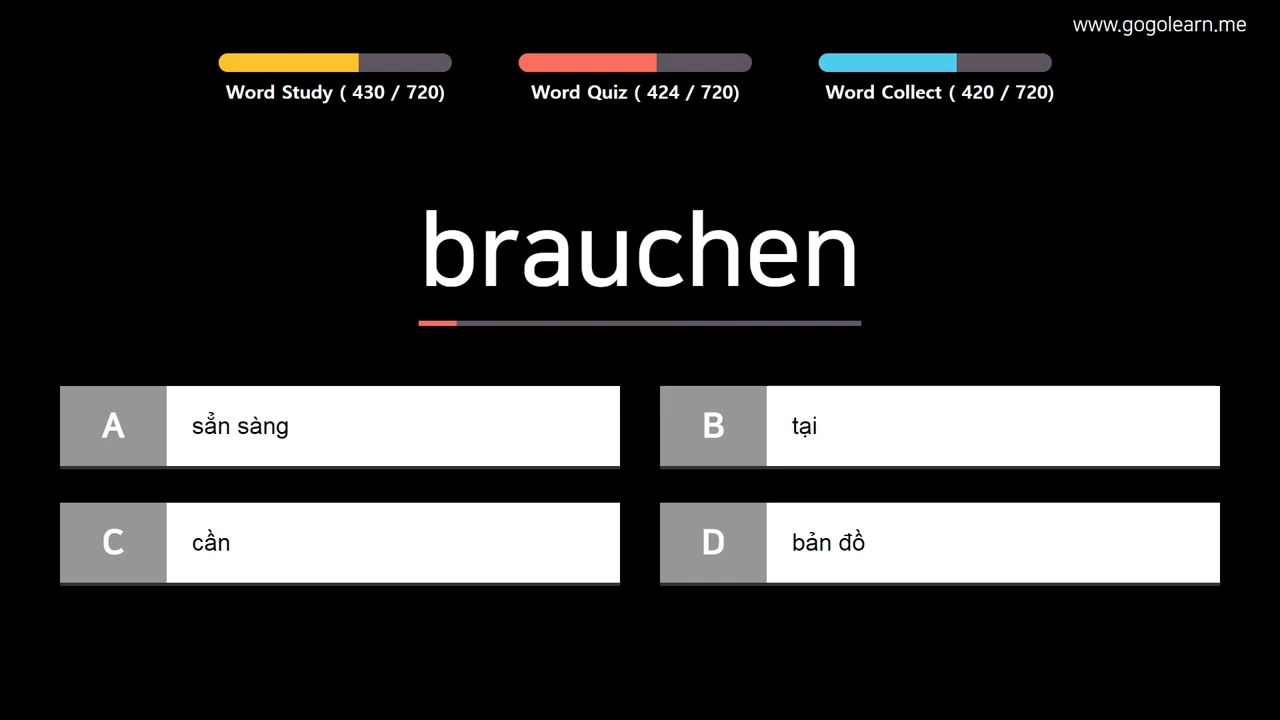 www.gogolearn.me
Word Study ( 430 / 720)
Word Quiz ( 424 / 720)
Word Collect ( 420 / 720)
brauchen
A
sẳn sàng
B
tại
C
cần
D
bản đồ